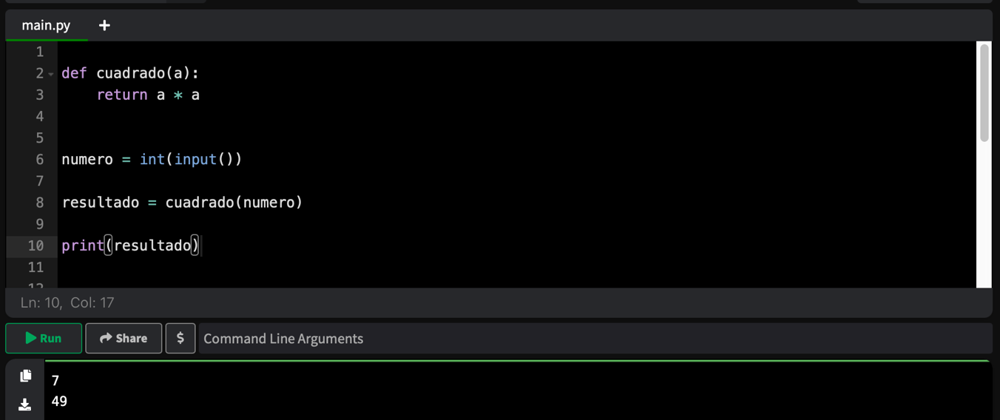 main.py +
1
2 def cuadrado(a):
3     return a * a
4
5
6 numero = int(input())
7
8 resultado = cuadrado(numero)
9
10 print(resultado)
11
12
Ln: 10, Col: 17
Run Share $ Command Line Arguments
7
49